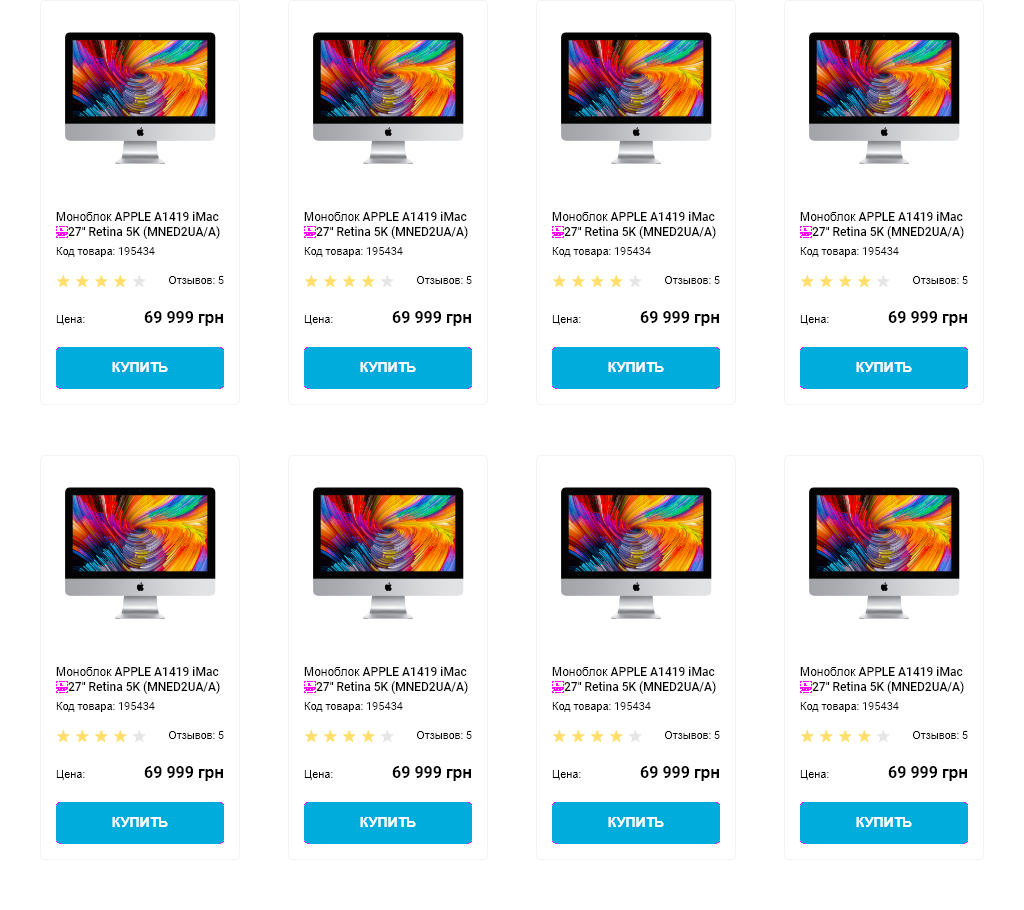 Моноблок APPLE A1419 iMac
27" Retina 5K (MNED2UA/A)
Код товара: 195434
Отзывов: 5
Цена: 69 999 грн
КУПИТЬ
Моноблок APPLE A1419 iMac
27" Retina 5K (MNED2UA/A)
Код товара: 195434
Отзывов: 5
Цена: 69 999 грн
КУПИТЬ
Моноблок APPLE A1419 iMac
27" Retina 5K (MNED2UA/A)
Код товара: 195434
Отзывов: 5
Цена: 69 999 грн
КУПИТЬ
Моноблок APPLE A1419 iMac
27" Retina 5K (MNED2UA/A)
Код товара: 195434
Отзывов: 5
Цена: 69 999 грн
КУПИТЬ
Моноблок APPLE A1419 iMac
27" Retina 5K (MNED2UA/A)
Код товара: 195434
Отзывов: 5
Цена: 69 999 грн
КУПИТЬ
Моноблок APPLE A1419 iMac
27" Retina 5K (MNED2UA/A)
Код товара: 195434
Отзывов: 5
Цена: 69 999 грн
КУПИТЬ
Моноблок APPLE A1419 iMac
27" Retina 5K (MNED2UA/A)
Код товара: 195434
Отзывов: 5
Цена: 69 999 грн
КУПИТЬ
Моноблок APPLE A1419 iMac
27" Retina 5K (MNED2UA/A)
Код товара: 195434
Отзывов: 5
Цена: 69 999 грн
КУПИТЬ